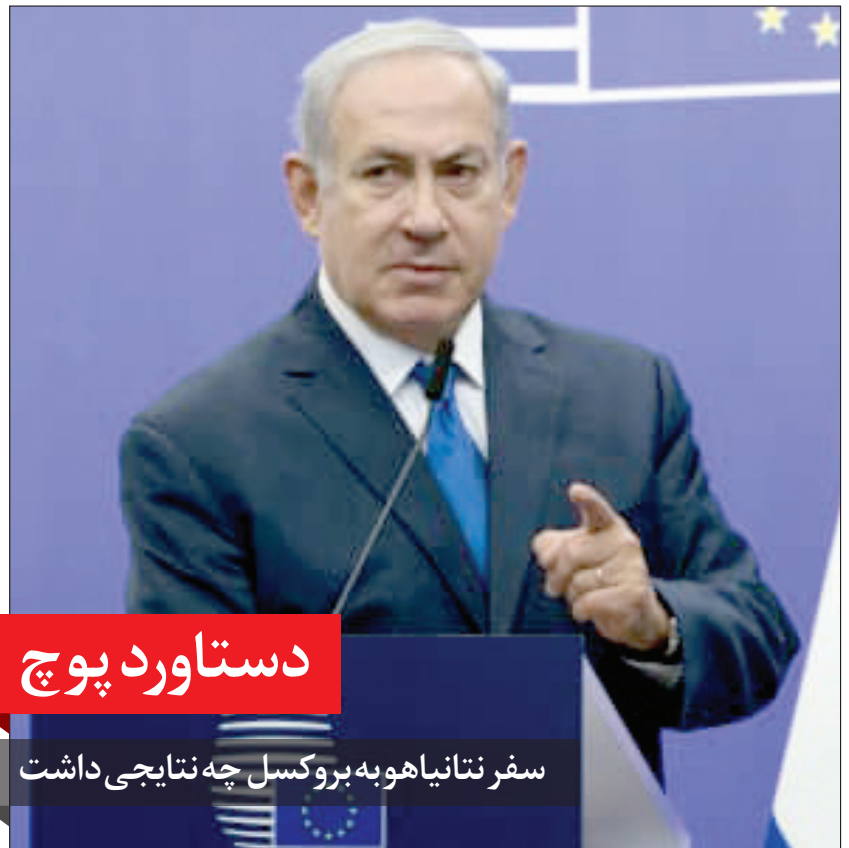 دستاورد پوچ
سفر نتانیاهو به بروکسل چه نتایجی داشت